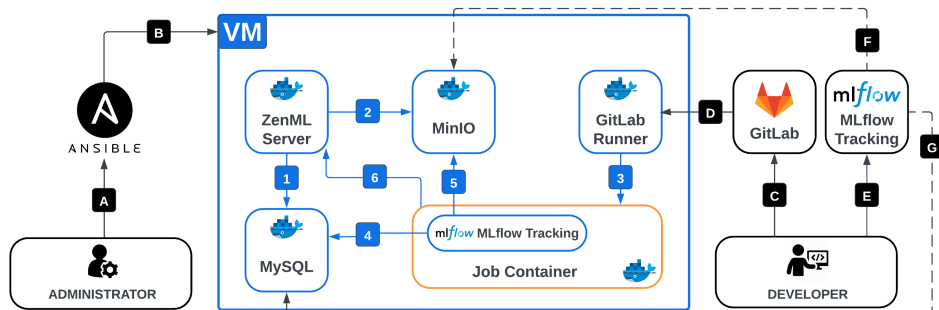 VM
B
F
ZenML
Server
2
MinIO
GitLab
Runner
D
GitLab
mlflow
MLflow
Tracking
G
ANSIBLE
1
6
5
3
A
C
E
4
mlflow MLflow Tracking
MySQL
Job Container
ADMINISTRATOR
DEVELOPER